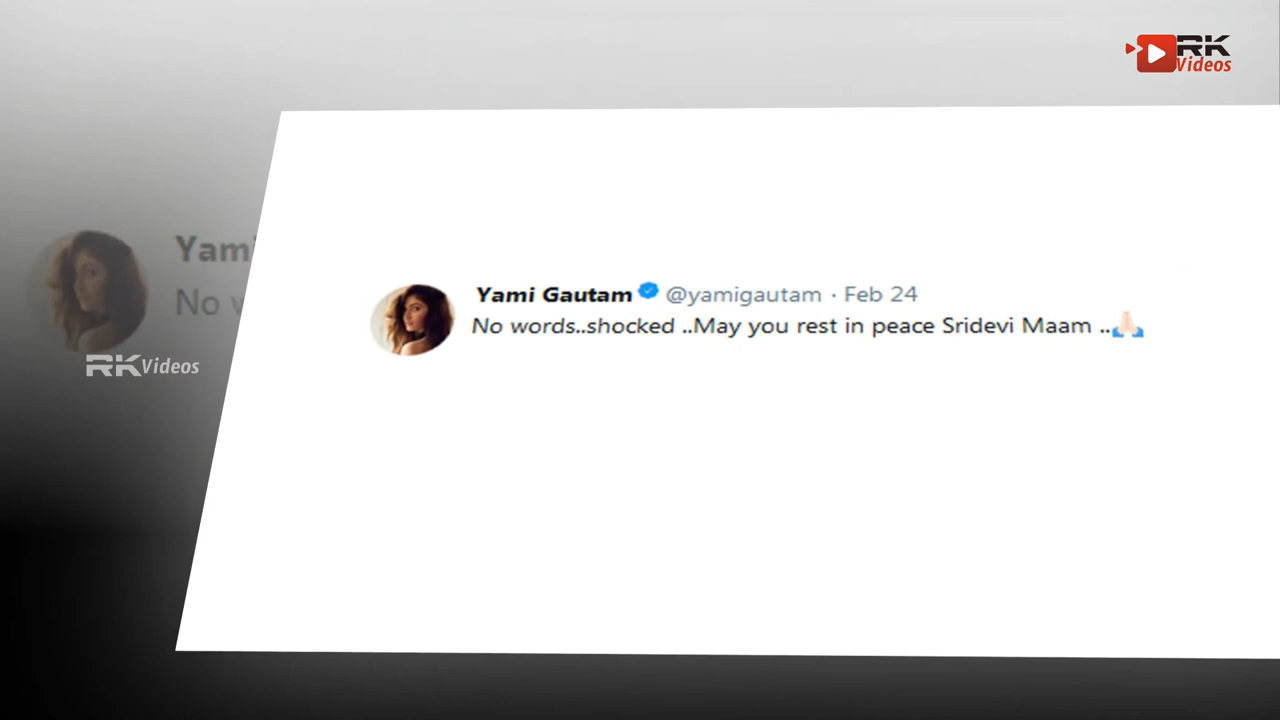 RK
Videos
Yami
No w
RK Videos
Yami Gautam @yamigautam · Feb 24
No words..shocked ..May you rest in peace Sridevi Maam ..🙏🏻